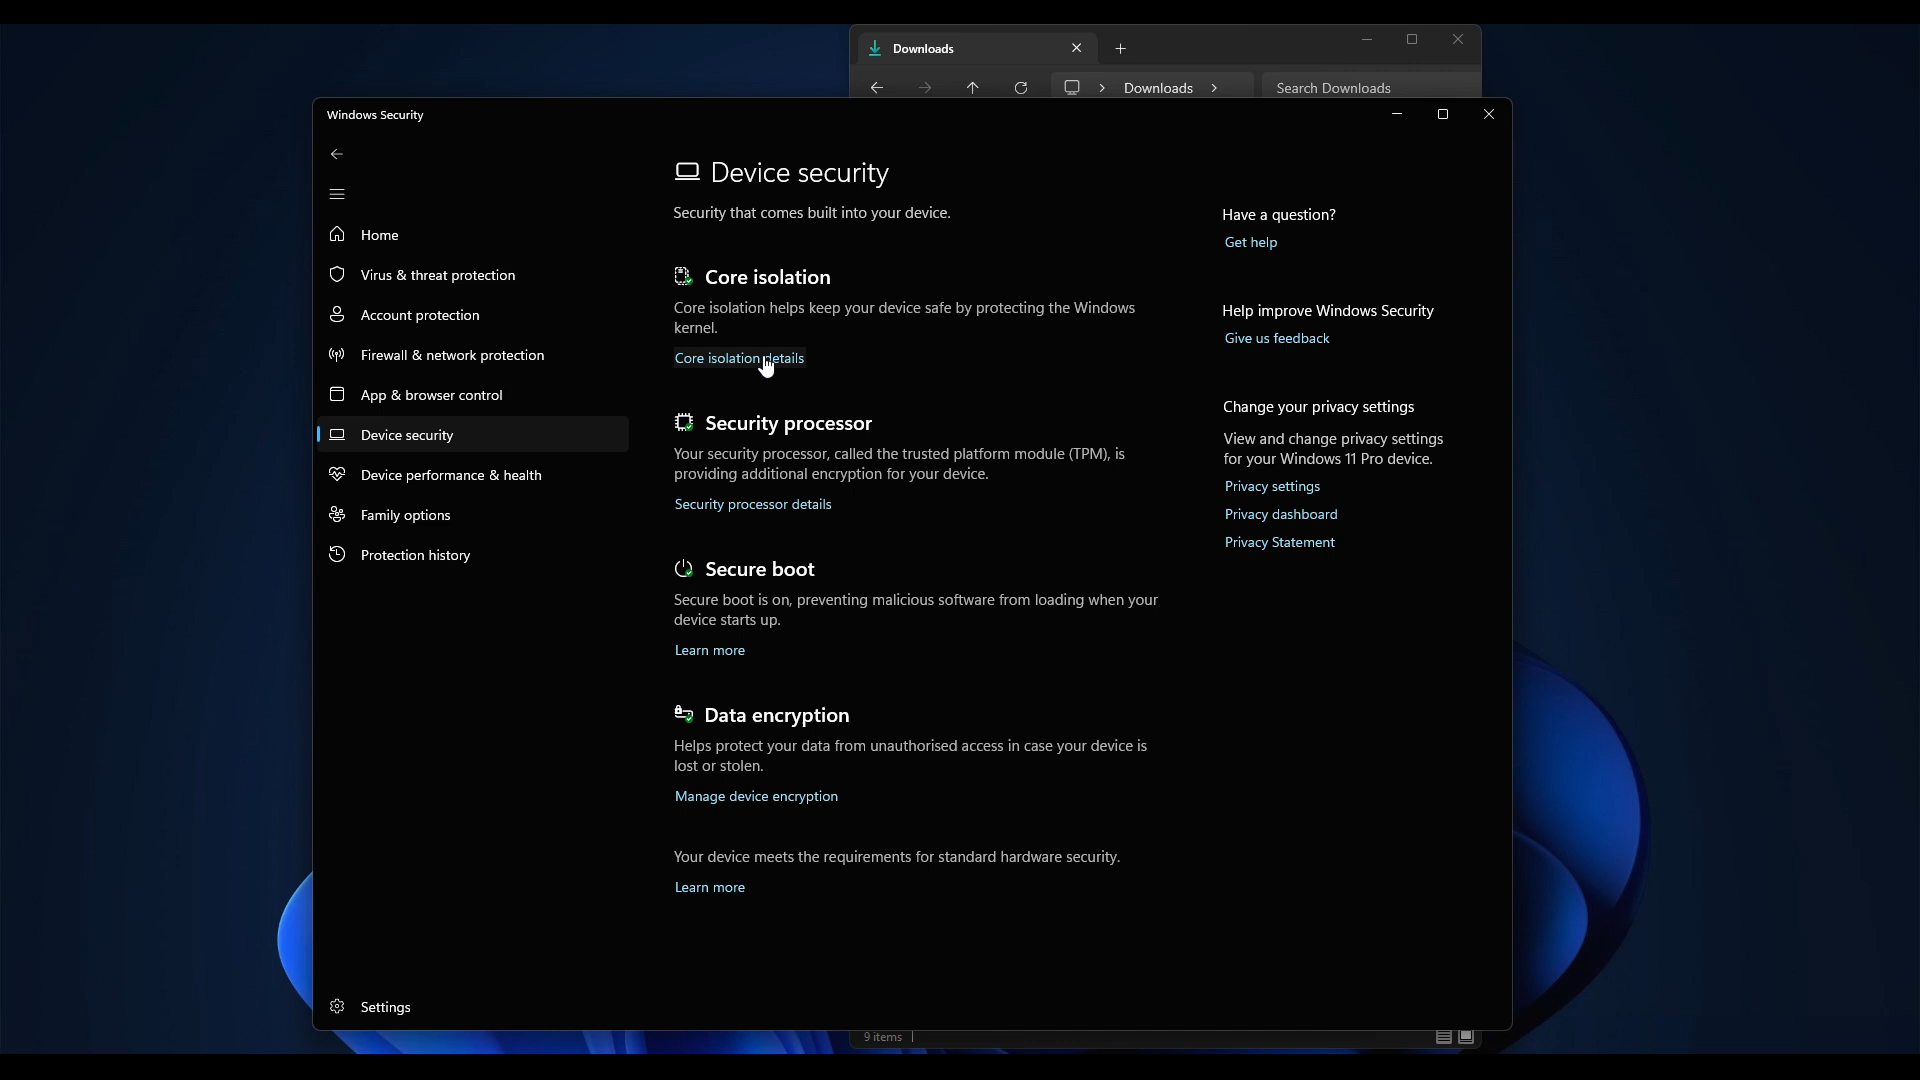 Downloads
Downloads
Search Downloads
Windows Security
Home
Virus & threat protection
Account protection
Firewall & network protection
App & browser control
Device security
Device performance & health
Family options
Protection history
Settings
Device security
Security that comes built into your device.
Core isolation
Core isolation helps keep your device safe by protecting the Windows
kernel.
Core isolation details
Security processor
Your security processor, called the trusted platform module (TPM), is
providing additional encryption for your device.
Security processor details
Secure boot
Secure boot is on, preventing malicious software from loading when your
device starts up.
Learn more
Data encryption
Helps protect your data from unauthorised access in case your device is
lost or stolen.
Manage device encryption
Your device meets the requirements for standard hardware security.
Learn more
Have a question?
Get help
Help improve Windows Security
Give us feedback
Change your privacy settings
View and change privacy settings
for your Windows 11 Pro device.
Privacy settings
Privacy dashboard
Privacy Statement
9 items